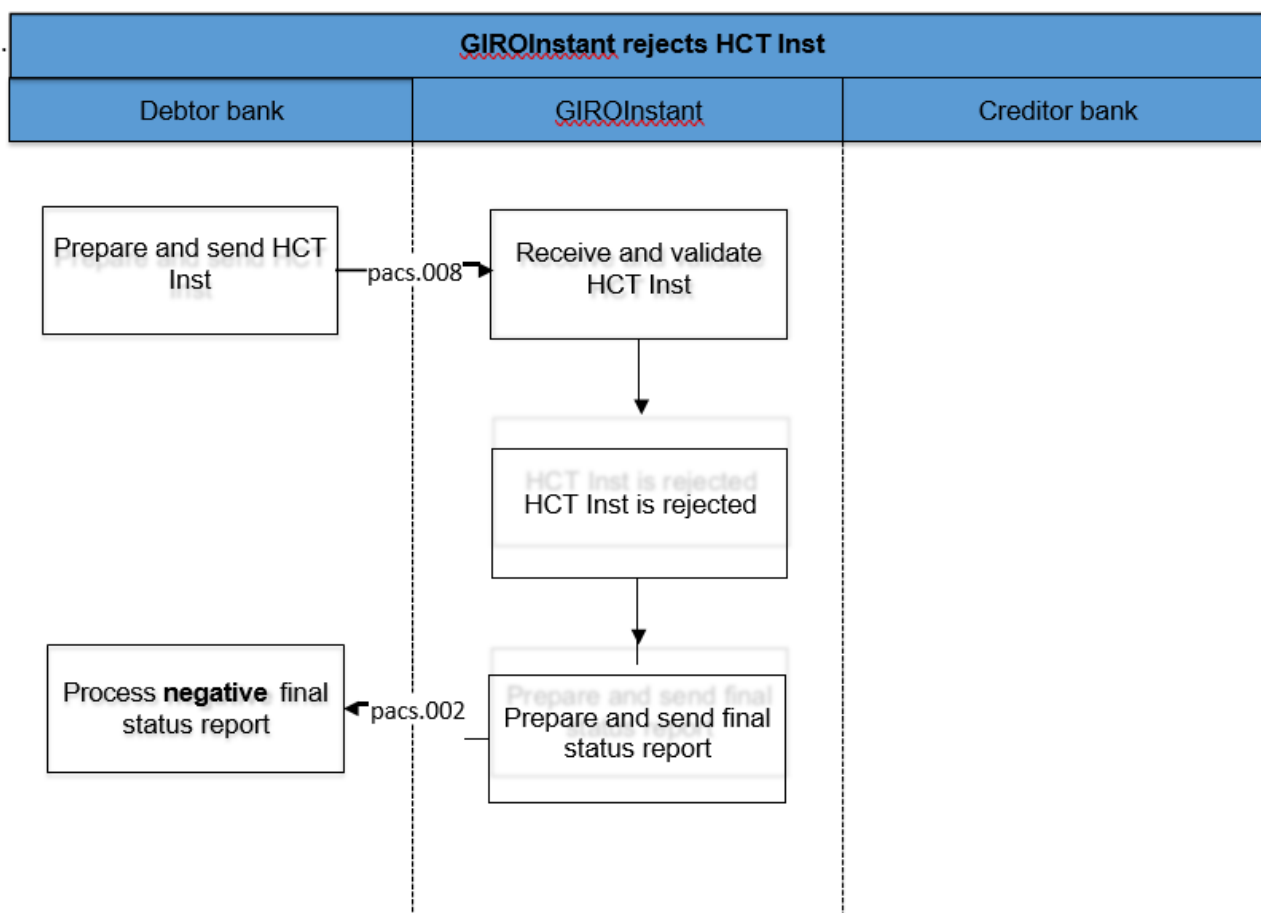 .
GIROInstant rejects HCT Inst
Debtor bank
GIROInstant
Creditor bank
Prepare and send HCT
Inst
pacs.008
Receive and validate
HCT Inst
HCT Inst is rejected
Process negative final
status report
pacs.002
Prepare and send final
status report